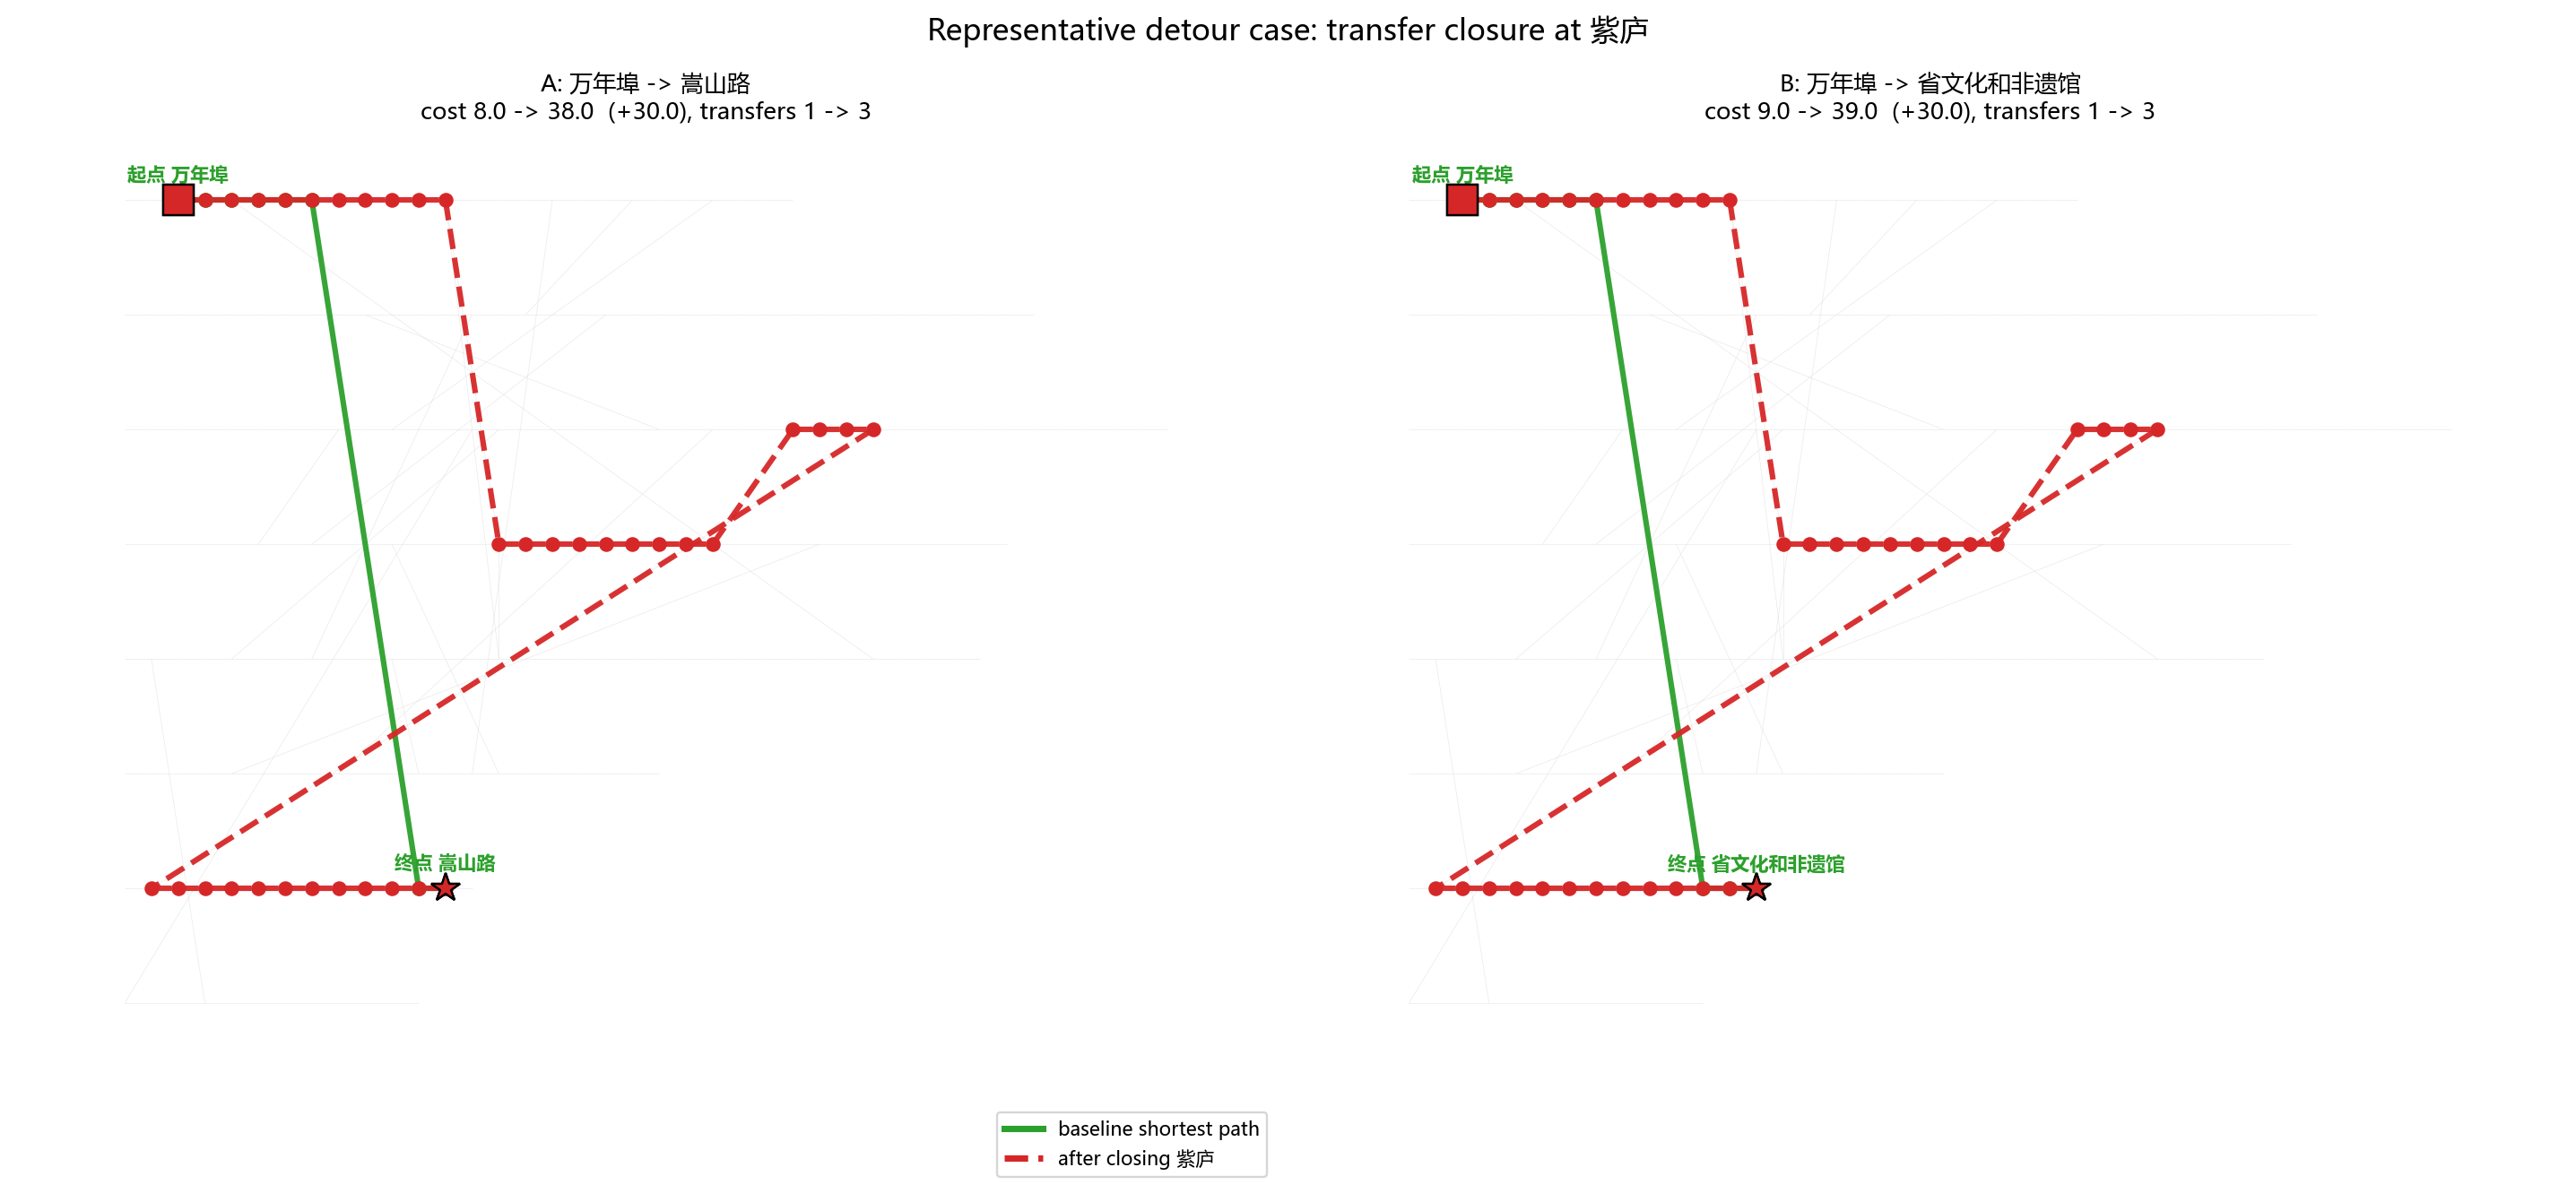 Representative detour case: transfer closure at 紫庐
A: 万年埠 -> 嵩山路
cost 8.0 -> 38.0  (+30.0), transfers 1 -> 3
起点 万年埠
终点 嵩山路
B: 万年埠 -> 省文化和非遗馆
cost 9.0 -> 39.0  (+30.0), transfers 1 -> 3
起点 万年埠
终点 省文化和非遗馆
baseline shortest path
after closing 紫庐